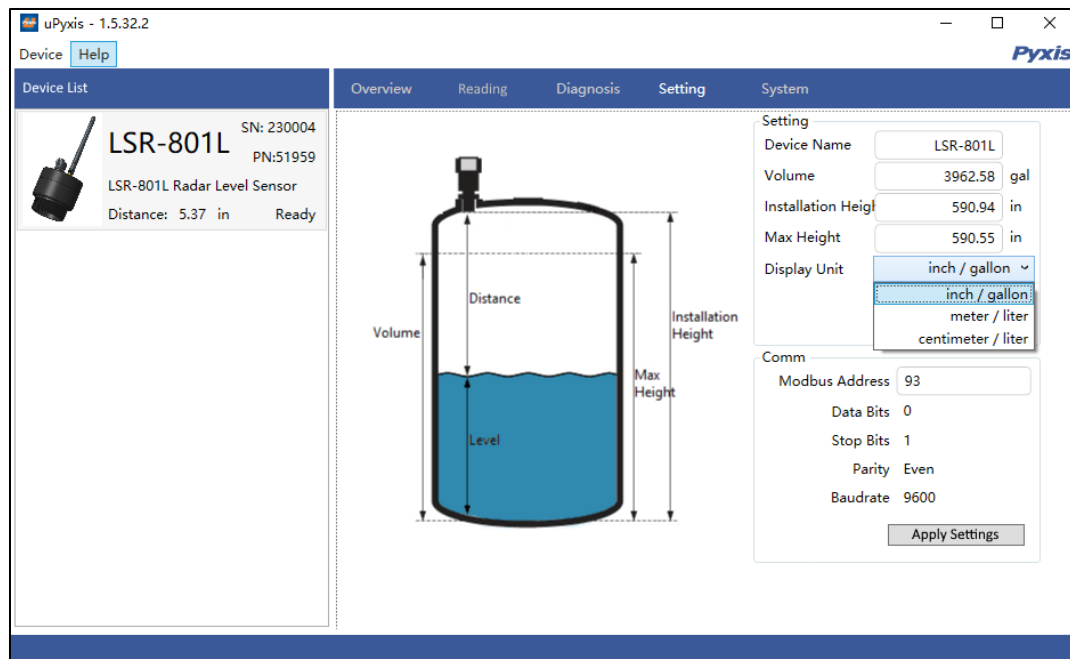 uPyxis - 1.5.32.2
Device Help
Pyxis
Device List
Overview Reading Diagnosis Setting System
LSR-801L
SN: 230004
PN:51959
LSR-801L Radar Level Sensor
Distance: 5.37 in Ready
Distance
Volume
Installation
Height
Max
Height
Level
Setting
Device Name LSR-801L
Volume 3962.58 gal
Installation Heigh 590.94 in
Max Height 590.55 in
Display Unit inch / gallon
inch / gallon
meter / liter
centimeter / liter
Comm
Modbus Address 93
Data Bits 0
Stop Bits 1
Parity Even
Baudrate 9600
Apply Settings